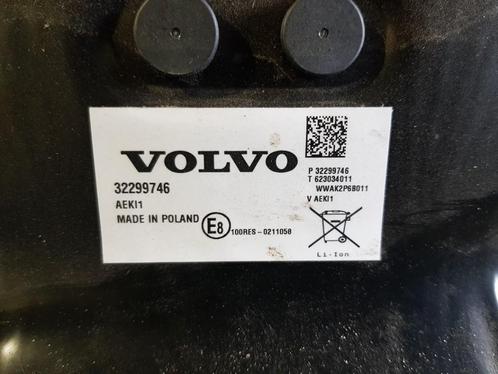 VOLVO
32299746
AEKI1
MADE IN POLAND
E8
100RES-0211058
P 32299746
T 623034011
WWAK2P6B011
V AEKI1
Li-Ion